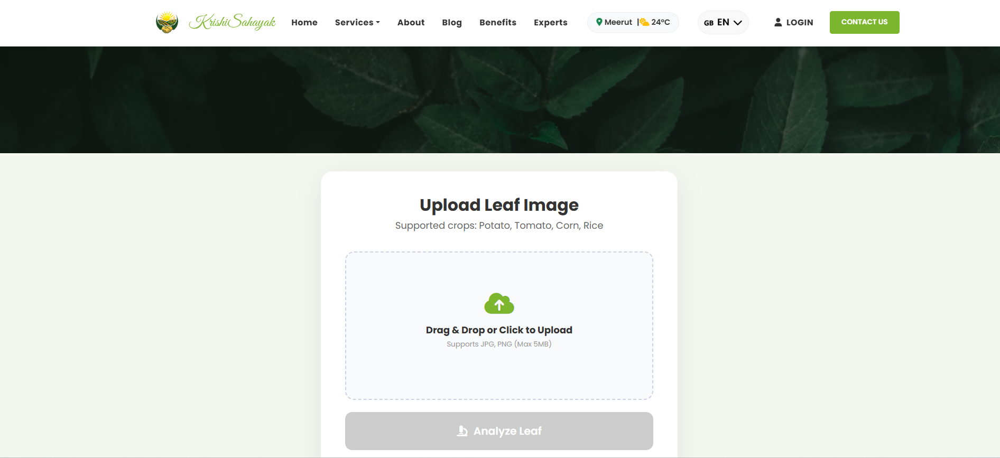 KrishiSahayak Home Services About Blog Benefits Experts Meerut | 24°C GB EN LOGIN CONTACT US
Upload Leaf Image
Supported crops: Potato, Tomato, Corn, Rice
Drag & Drop or Click to Upload
Supports JPG, PNG (Max 5MB)
Analyze Leaf